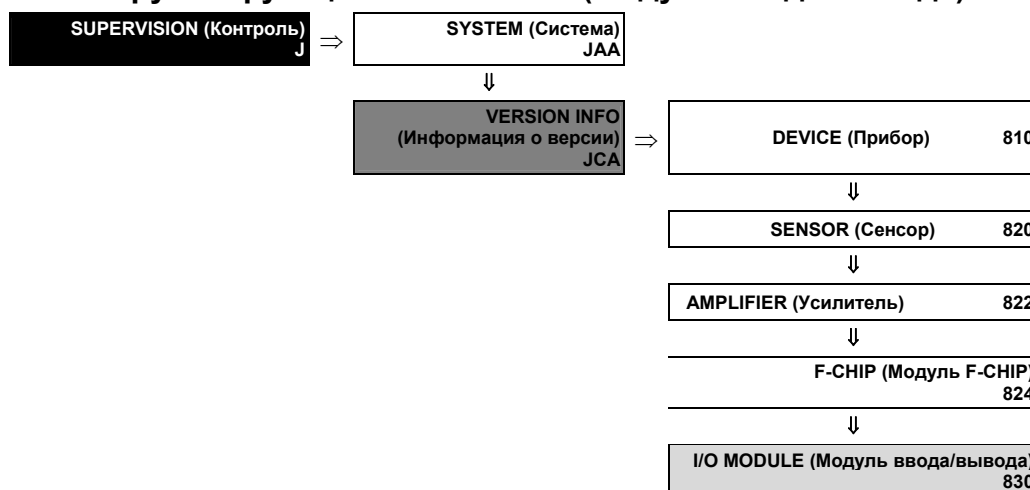 SUPERVISION (Контроль)
J
⇒
SYSTEM (Система)
JAA
⇓
VERSION INFO
(Информация о версии)
JCA
⇒
DEVICE (Прибор) 810
⇓
SENSOR (Сенсор) 820
⇓
AMPLIFIER (Усилитель) 822
⇓
F-CHIP (Модуль F-CHIP)
824
⇓
I/O MODULE (Модуль ввода/вывода)
830